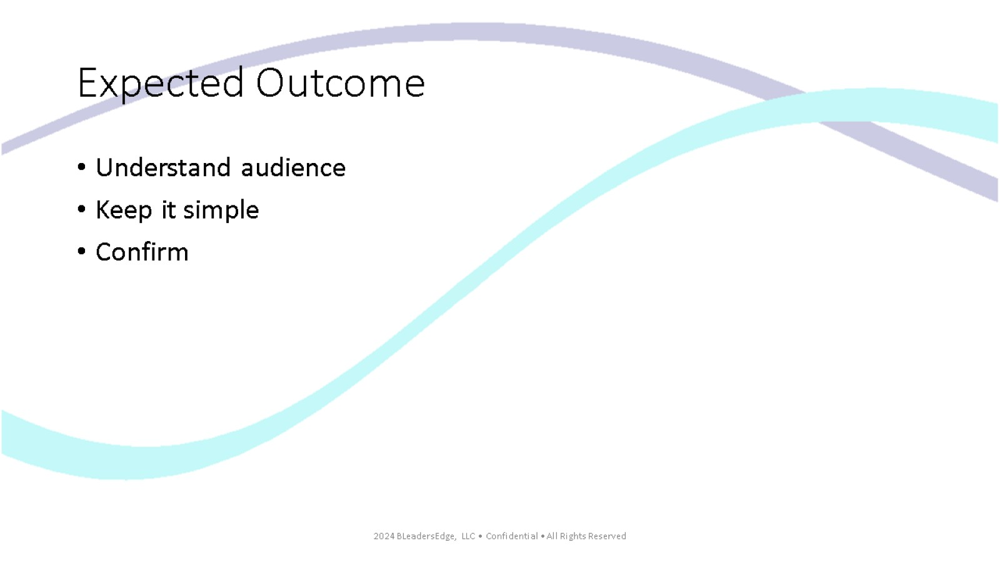 Expected Outcome
• Understand audience
• Keep it simple
• Confirm
2024 BLeadersEdge, LLC • Confidential • All Rights Reserved